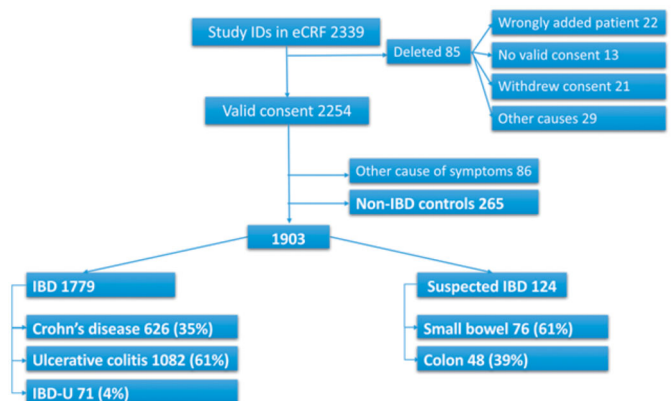 Study IDs in eCRF 2339
Deleted 85
Wrongly added patient 22
No valid consent 13
Withdrew consent 21
Other causes 29
Valid consent 2254
Other cause of symptoms 86
Non-IBD controls 265
1903
IBD 1779
Crohn's disease 626 (35%)
Ulcerative colitis 1082 (61%)
IBD-U 71 (4%)
Suspected IBD 124
Small bowel 76 (61%)
Colon 48 (39%)